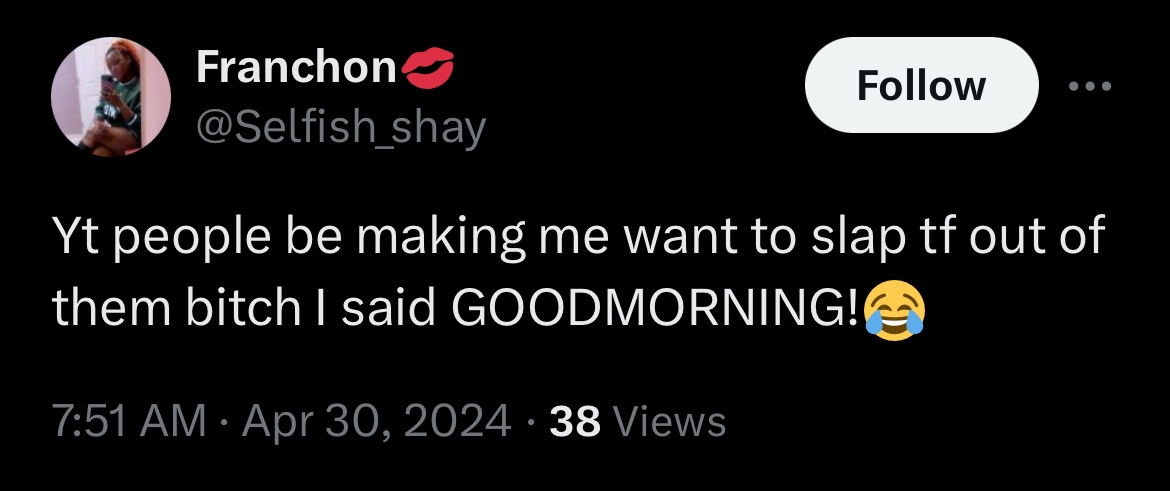 Franchon💋
@Selfish_shay
Follow
Yt people be making me want to slap tf out of
them bitch I said GOODMORNING!😂
7:51 AM · Apr 30, 2024 · 38 Views